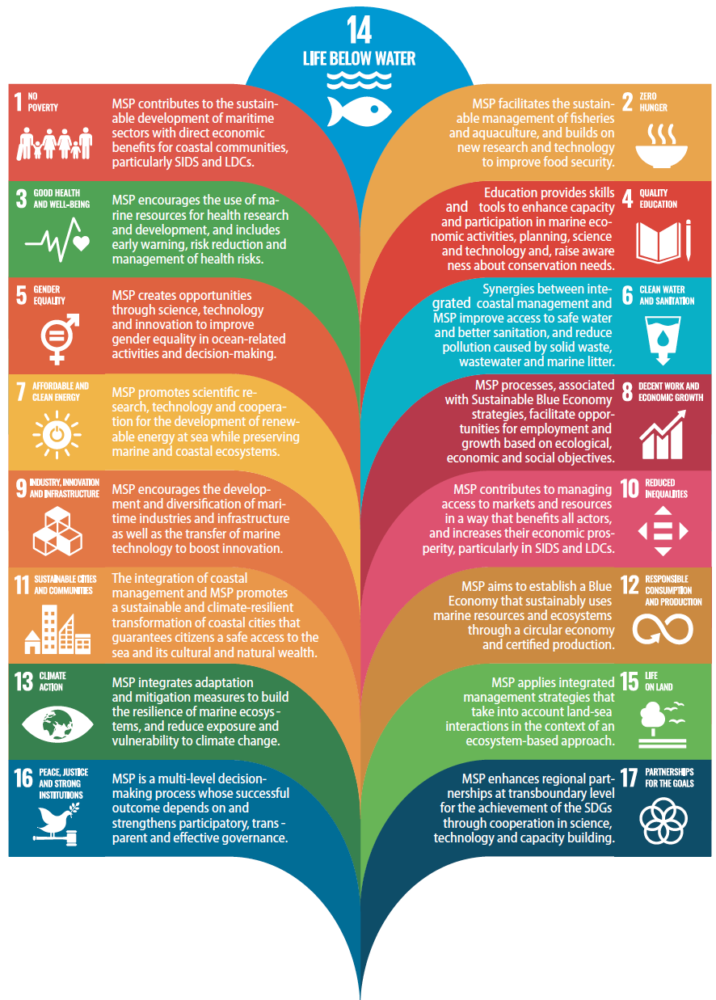 14
LIFE BELOW WATER
1 NO
POVERTY
MSP contributes to the sustain-
able development of maritime
sectors with direct economic
benefits for coastal communities,
particularly SIDS and LDCs.
MSP facilitates the sustain-
able management of fisheries
and aquaculture, and builds on
new research and technology
to improve food security.
2 ZERO
HUNGER
3 GOOD HEALTH
AND WELL-BEING
MSP encourages the use of ma-
rine resources for health research
and development, and includes
early warning, risk reduction and
management of health risks.
Education provides skills
and tools to enhance capacity
and participation in marine eco-
nomic activities, planning, science
and technology and, raise aware
ness about conservation needs.
4 QUALITY
EDUCATION
5 GENDER
EQUALITY
MSP creates opportunities
through science, technology
and innovation to improve
gender equality in ocean-related
activities and decision-making.
Synergies between inte-
grated coastal management and
MSP improve access to safe water
and better sanitation, and reduce
pollution caused by solid waste,
wastewater and marine litter.
6 CLEAN WATER
AND SANITATION
7 AFFORDABLE AND
CLEAN ENERGY
MSP promotes scientific re-
search, technology and coopera-
tion for the development of renew-
able energy at sea while preserving
marine and coastal ecosystems.
MSP processes, associated
with Sustainable Blue Economy
strategies, facilitate oppor-
tunities for employment and
growth based on ecological,
economic and social objectives.
8 DECENT WORK AND
ECONOMIC GROWTH
9 INDUSTRY, INNOVATION
AND INFRASTRUCTURE
MSP encourages the develop-
ment and diversification of mari-
time industries and infrastructure
as well as the transfer of marine
technology to boost innovation.
MSP contributes to managing
access to markets and resources
in a way that benefits all actors,
and increases their economic pros-
perity, particularly in SIDS and LDCs.
10 REDUCED
INEQUALITIES
11 SUSTAINABLE CITIES
AND COMMUNITIES
The integration of coastal
management and MSP promotes
a sustainable and climate-resilient
transformation of coastal cities that
guarantees citizens a safe access to the
sea and its cultural and natural wealth.
MSP aims to establish a Blue
Economy that sustainably uses
marine resources and ecosystems
through a circular economy
and certified production.
12 RESPONSIBLE
CONSUMPTION
AND PRODUCTION
13 CLIMATE
ACTION
MSP integrates adaptation
and mitigation measures to build
the resilience of marine ecosys-
tems, and reduce exposure and
vulnerability to climate change.
MSP applies integrated
management strategies that
take into account land-sea
interactions in the context of an
ecosystem-based approach.
15 LIFE
ON LAND
16 PEACE, JUSTICE
AND STRONG
INSTITUTIONS
MSP is a multi-level decision-
making process whose successful
outcome depends on and
strengthens participatory, trans-
parent and effective governance.
MSP enhances regional part-
nerships at transboundary level
for the achievement of the SDGs
through cooperation in science,
technology and capacity building.
17 PARTNERSHIPS
FOR THE GOALS